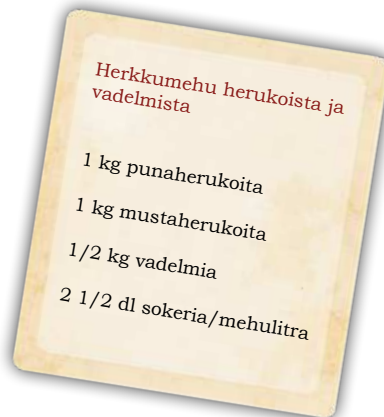 Herkkumehu herukoista ja
vadelmista
1 kg punaherukoita
1 kg mustaherukoita
1/2 kg vadelmia
2 1/2 dl sokeria/mehulitra